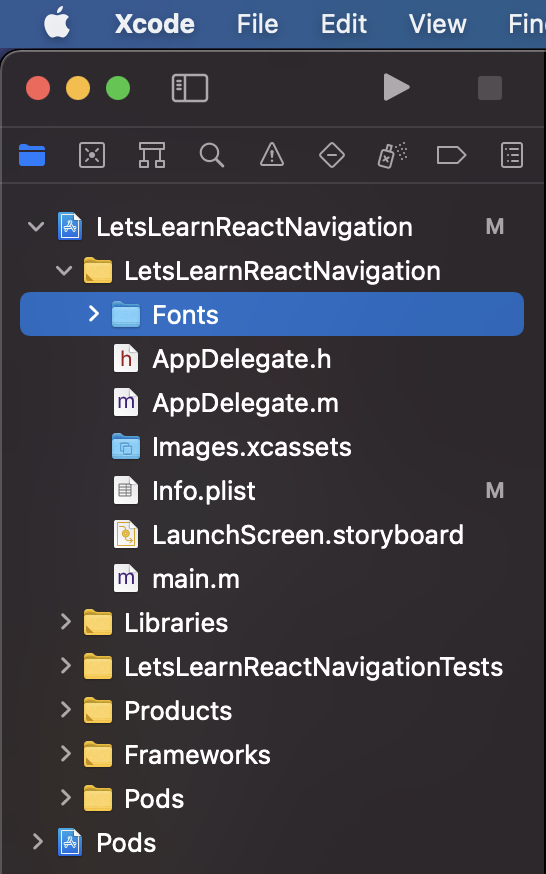 Xcode File Edit View
LetsLearnReactNavigation M
LetsLearnReactNavigation
Fonts
h AppDelegate.h
m AppDelegate.m
Images.xcassets
Info.plist M
LaunchScreen.storyboard
m main.m
Libraries
LetsLearnReactNavigationTests
Products
Frameworks
Pods
Pods